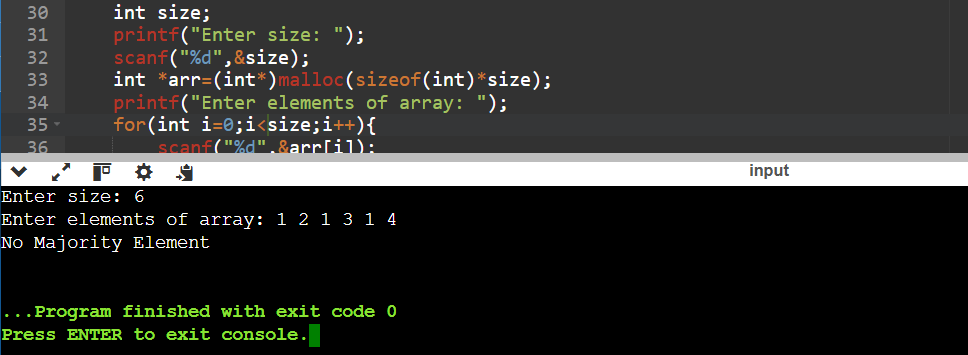 30 int size;
31 printf("Enter size: ");
32 scanf("%d",&size);
33 int *arr=(int*)malloc(sizeof(int)*size);
34 printf("Enter elements of array: ");
35 for(int i=0;i<size;i++){
36 scanf("%d",&arr[i]);
input
Enter size: 6
Enter elements of array: 1 2 1 3 1 4
No Majority Element
...Program finished with exit code 0
Press ENTER to exit console.